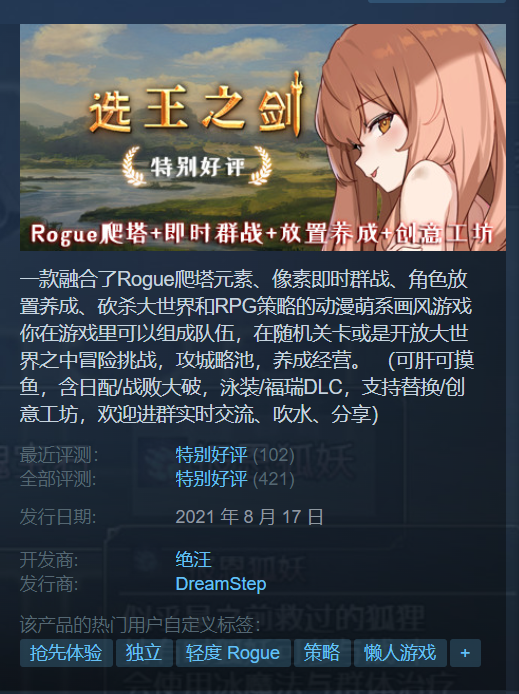 选王之剑
特别好评
Rogue爬塔+即时群战+放置养成+创意工坊
一款融合了Rogue爬塔元素、像素即时群战、角色放
置养成、砍杀大世界和RPG策略的动漫萌系画风游戏
你在游戏里可以组成队伍，在随机关卡或是开放大世
界之中冒险挑战，攻城略池，养成经营。 （可肝可摸
鱼，含日配/战败大破，泳装/福瑞DLC，支持替换/创
意工坊，欢迎进群实时交流、吹水、分享）
最近评测： 特别好评 (102)
全部评测: 特别好评 (421)
发行日期: 2021 年 8 月 17 日
开发商: 绝汪
发行商: DreamStep
该产品的热门用户自定义标签：
抢先体验 独立 轻度 Rogue 策略 懒人游戏 +